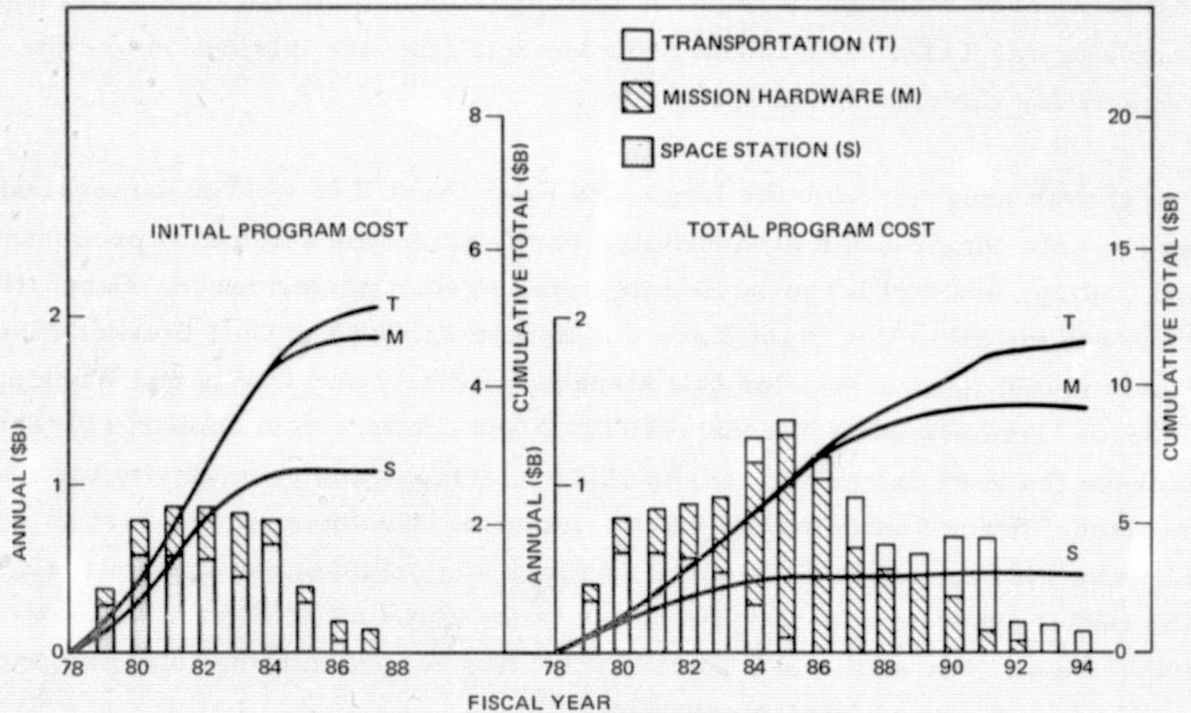 TRANSPORTATION (T)
MISSION HARDWARE (M)
SPACE STATION (S)
INITIAL PROGRAM COST
ANNUAL ($B)
2
1
0
T
M
S
78 80 82 84 86 88
CUMULATIVE TOTAL ($B)
8
6
4
2
TOTAL PROGRAM COST
ANNUAL ($B)
2
1
0
T
M
S
78 80 82 84 86 88 90 92 94
CUMULATIVE TOTAL ($B)
20
15
10
5
0
FISCAL YEAR